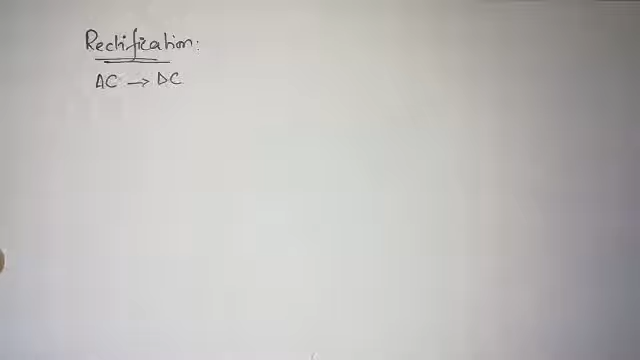 Rectification:
AC → DC